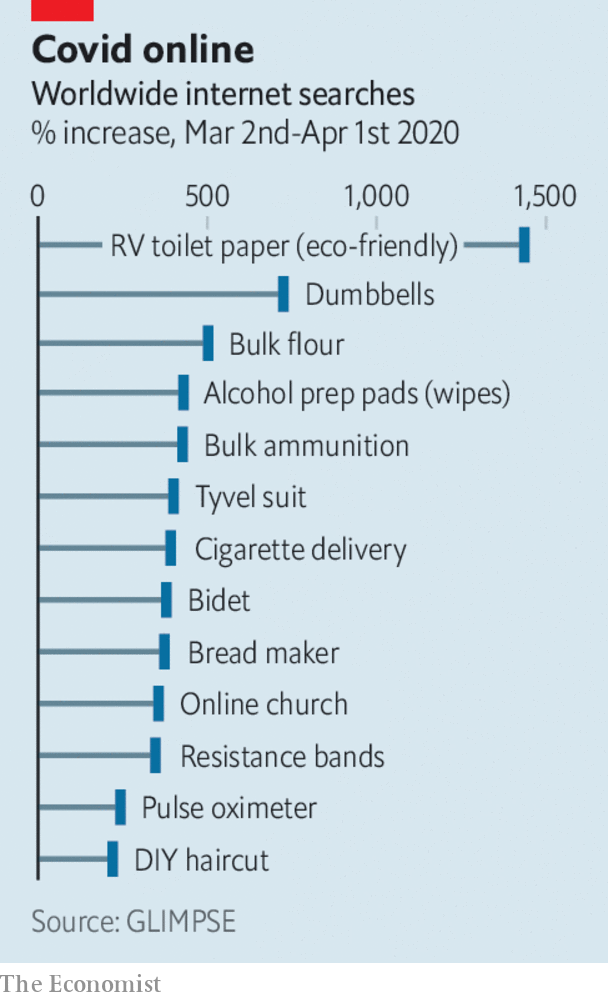 Covid online
Worldwide internet searches
% increase, Mar 2nd-Apr 1st 2020
0 500 1,000 1,500
RV toilet paper (eco-friendly)
Dumbbells
Bulk flour
Alcohol prep pads (wipes)
Bulk ammunition
Tyvel suit
Cigarette delivery
Bidet
Bread maker
Online church
Resistance bands
Pulse oximeter
DIY haircut
Source: GLIMPSE
The Economist